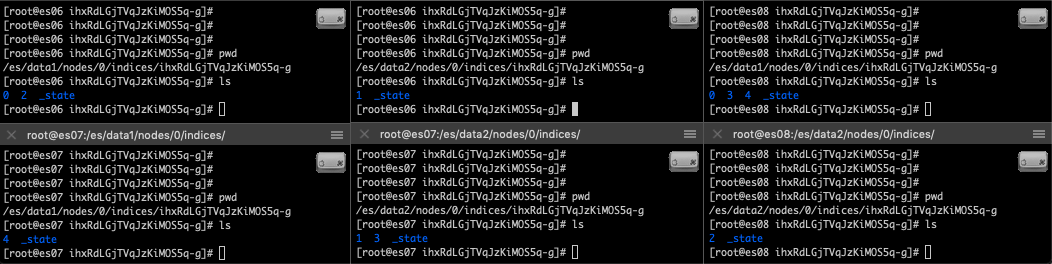 [root@es06 ihxRdLGjTVqJzKiMOS5q-g]#
[root@es06 ihxRdLGjTVqJzKiMOS5q-g]#
[root@es06 ihxRdLGjTVqJzKiMOS5q-g]#
[root@es06 ihxRdLGjTVqJzKiMOS5q-g]# pwd
/es/data1/nodes/0/indices/ihxRdLGjTVqJzKiMOS5q-g
[root@es06 ihxRdLGjTVqJzKiMOS5q-g]# ls
0 2 _state
[root@es06 ihxRdLGjTVqJzKiMOS5q-g]#
[root@es06 ihxRdLGjTVqJzKiMOS5q-g]#
[root@es06 ihxRdLGjTVqJzKiMOS5q-g]#
[root@es06 ihxRdLGjTVqJzKiMOS5q-g]#
[root@es06 ihxRdLGjTVqJzKiMOS5q-g]# pwd
/es/data2/nodes/0/indices/ihxRdLGjTVqJzKiMOS5q-g
[root@es06 ihxRdLGjTVqJzKiMOS5q-g]# ls
1 _state
[root@es06 ihxRdLGjTVqJzKiMOS5q-g]#
[root@es08 ihxRdLGjTVqJzKiMOS5q-g]#
[root@es08 ihxRdLGjTVqJzKiMOS5q-g]#
[root@es08 ihxRdLGjTVqJzKiMOS5q-g]#
[root@es08 ihxRdLGjTVqJzKiMOS5q-g]# pwd
/es/data1/nodes/0/indices/ihxRdLGjTVqJzKiMOS5q-g
[root@es08 ihxRdLGjTVqJzKiMOS5q-g]# ls
0 3 4 _state
[root@es08 ihxRdLGjTVqJzKiMOS5q-g]#
root@es07:/es/data1/nodes/0/indices/
[root@es07 ihxRdLGjTVqJzKiMOS5q-g]#
[root@es07 ihxRdLGjTVqJzKiMOS5q-g]#
[root@es07 ihxRdLGjTVqJzKiMOS5q-g]#
[root@es07 ihxRdLGjTVqJzKiMOS5q-g]# pwd
/es/data1/nodes/0/indices/ihxRdLGjTVqJzKiMOS5q-g
[root@es07 ihxRdLGjTVqJzKiMOS5q-g]# ls
4 _state
[root@es07 ihxRdLGjTVqJzKiMOS5q-g]#
root@es07:/es/data2/nodes/0/indices/
[root@es07 ihxRdLGjTVqJzKiMOS5q-g]#
[root@es07 ihxRdLGjTVqJzKiMOS5q-g]#
[root@es07 ihxRdLGjTVqJzKiMOS5q-g]#
[root@es07 ihxRdLGjTVqJzKiMOS5q-g]# pwd
/es/data2/nodes/0/indices/ihxRdLGjTVqJzKiMOS5q-g
[root@es07 ihxRdLGjTVqJzKiMOS5q-g]# ls
1 3 _state
[root@es07 ihxRdLGjTVqJzKiMOS5q-g]#
root@es08:/es/data2/nodes/0/indices/
[root@es08 ihxRdLGjTVqJzKiMOS5q-g]#
[root@es08 ihxRdLGjTVqJzKiMOS5q-g]#
[root@es08 ihxRdLGjTVqJzKiMOS5q-g]#
[root@es08 ihxRdLGjTVqJzKiMOS5q-g]# pwd
/es/data2/nodes/0/indices/ihxRdLGjTVqJzKiMOS5q-g
[root@es08 ihxRdLGjTVqJzKiMOS5q-g]# ls
2 _state
[root@es08 ihxRdLGjTVqJzKiMOS5q-g]#